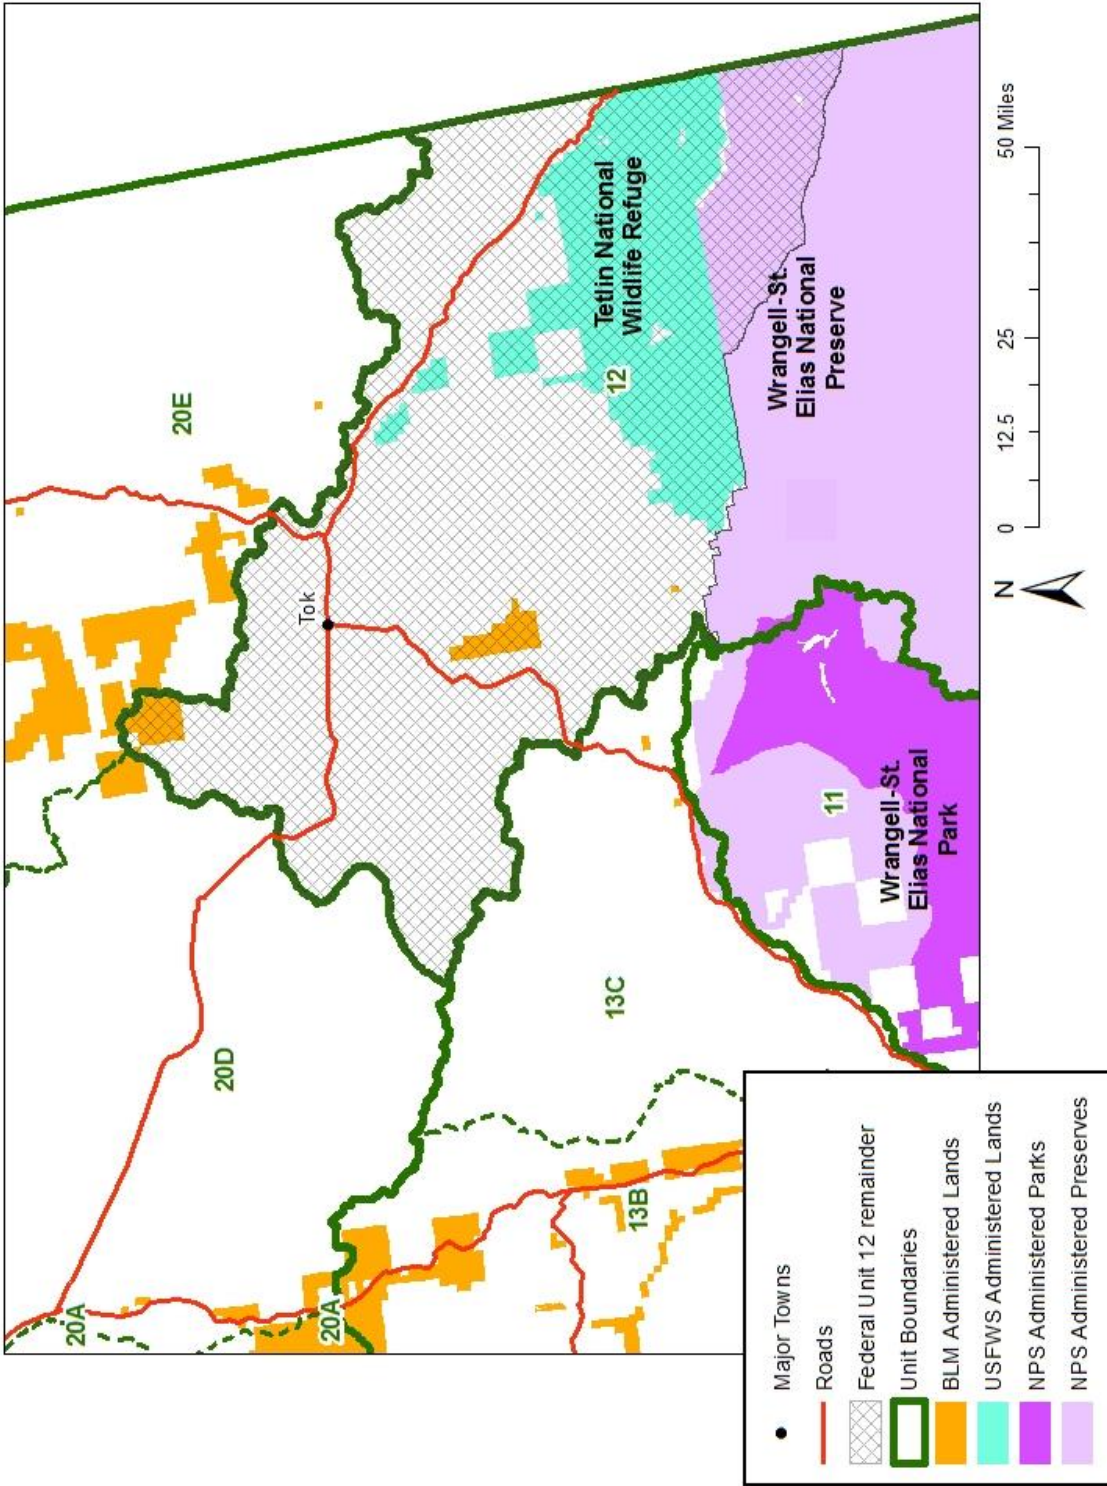 20E
Tok
20D
20A
20A
Tetlin National
Wildlife Refuge
12
13C
13B
Wrangell-St.
Elias National
Preserve
11
Wrangell-St.
Elias National
Park
N
0 12.5 25 50 Miles
Major Towns
Roads
Federal Unit 12 remainder
Unit Boundaries
BLM Administered Lands
USFWS Administered Lands
NPS Administered Parks
NPS Administered Preserves